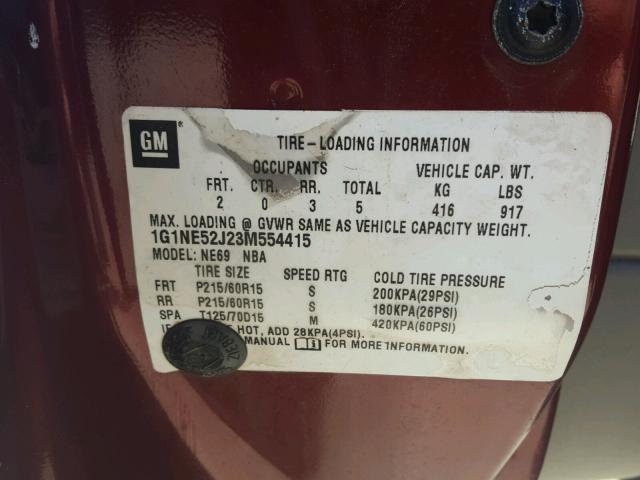 GM
TIRE-LOADING INFORMATION
OCCUPANTS VEHICLE CAP. WT.
FRT. CTR. RR. TOTAL KG LBS
2 0 3 5 416 917
MAX. LOADING @ GVWR SAME AS VEHICLE CAPACITY WEIGHT.
1G1NE52J23M554415
MODEL: NE69 NBA
TIRE SIZE SPEED RTG COLD TIRE PRESSURE
FRT P215/60R15 S 200KPA(29PSI)
RR P215/60R15 S 180KPA(26PSI)
SPA T125/70D15 M 420KPA(60PSI)
HOT, ADD 28KPA(4PSI).
MANUAL FOR MORE INFORMATION.